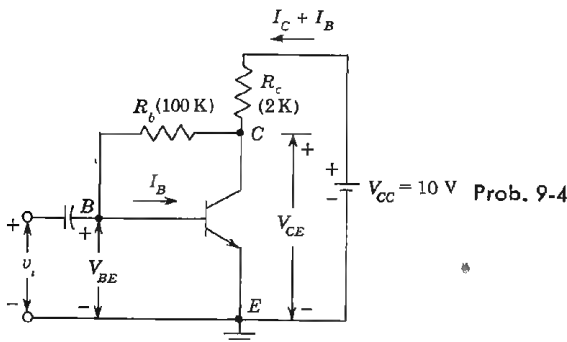 I_C + I_B
R_c
(2 K)
R_b (100 K)
C
+
I_B
B
+
+
+
V_CC = 10 V
Prob. 9-4
-
V_CE
+
v_i
V_BE
-
-
E
-